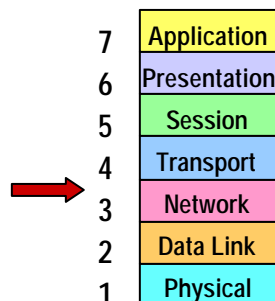 7 Application
6 Presentation
5 Session
4 Transport
3 Network
2 Data Link
1 Physical